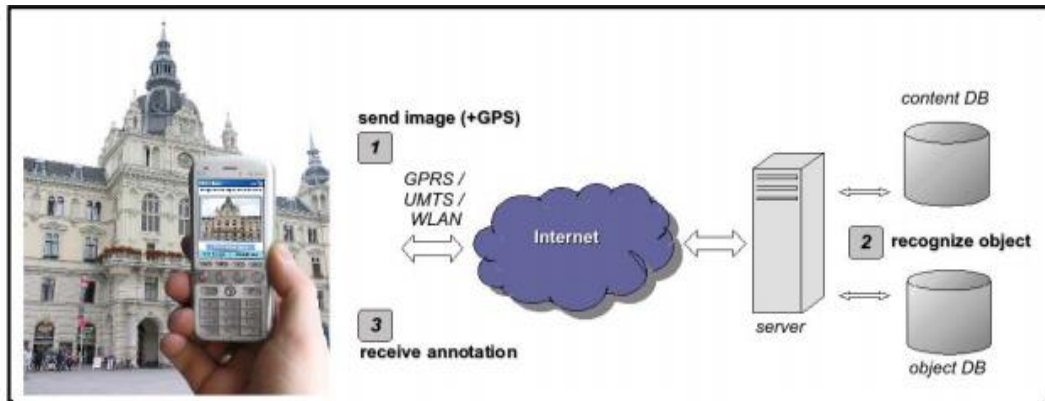 send image (+GPS)
1
GPRS /
UMTS /
WLAN
Internet
3
receive annotation
server
content DB
2 recognize object
object DB